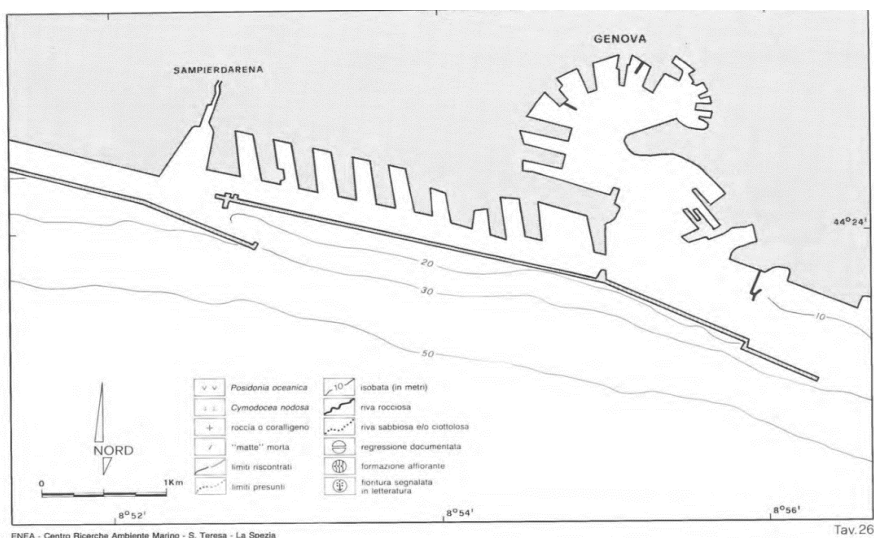 GENOVA
SAMPIERDARENA
44°24'
20
30
10
50
Posidonia oceanica
Cymodocea nodosa
roccia o coralligeno
"matte" morta
limiti riscontrati
limiti presunti
10 isobata (in metri)
riva rocciosa
riva sabbiosa e/o ciottolosa
regressione documentata
formazione affiorante
fioritura segnalata
in letteratura
NORD
0 1Km
8°52' 8°54' 8°56'
ENEA - Centro Ricerche Ambiente Marino - S. Teresa - La Spezia
Tav.26